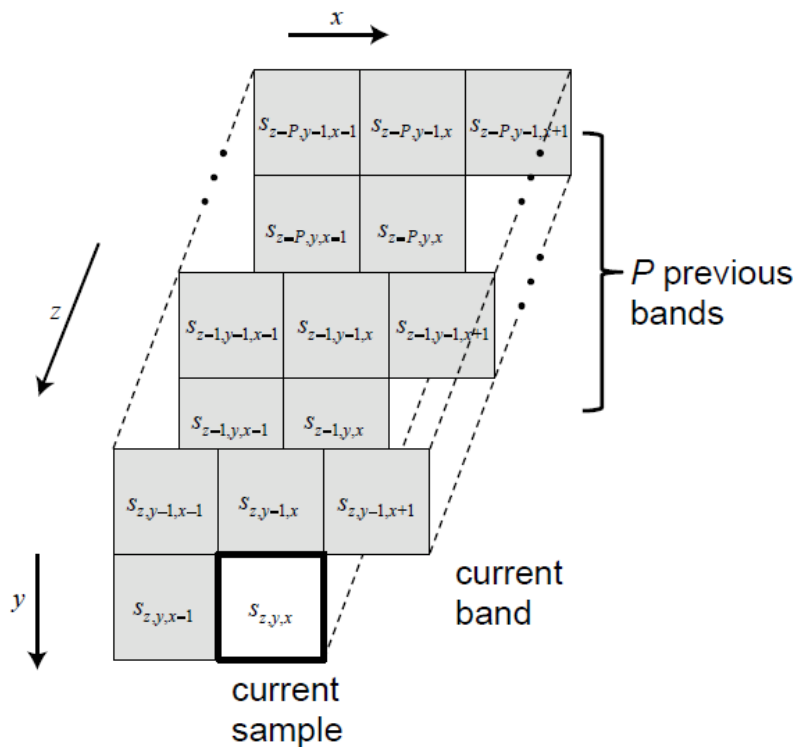 x
s_{z−P,y−1,x−1} s_{z−P,y−1,x} s_{z−P,y−1,x+1}
s_{z−P,y,x−1} s_{z−P,y,x}
P previous
bands
z
s_{z−1,y−1,x−1} s_{z−1,y−1,x} s_{z−1,y−1,x+1}
s_{z−1,y,x−1} s_{z−1,y,x}
s_{z,y−1,x−1} s_{z,y−1,x} s_{z,y−1,x+1}
current
band
y
s_{z,y,x−1} s_{z,y,x}
current
sample